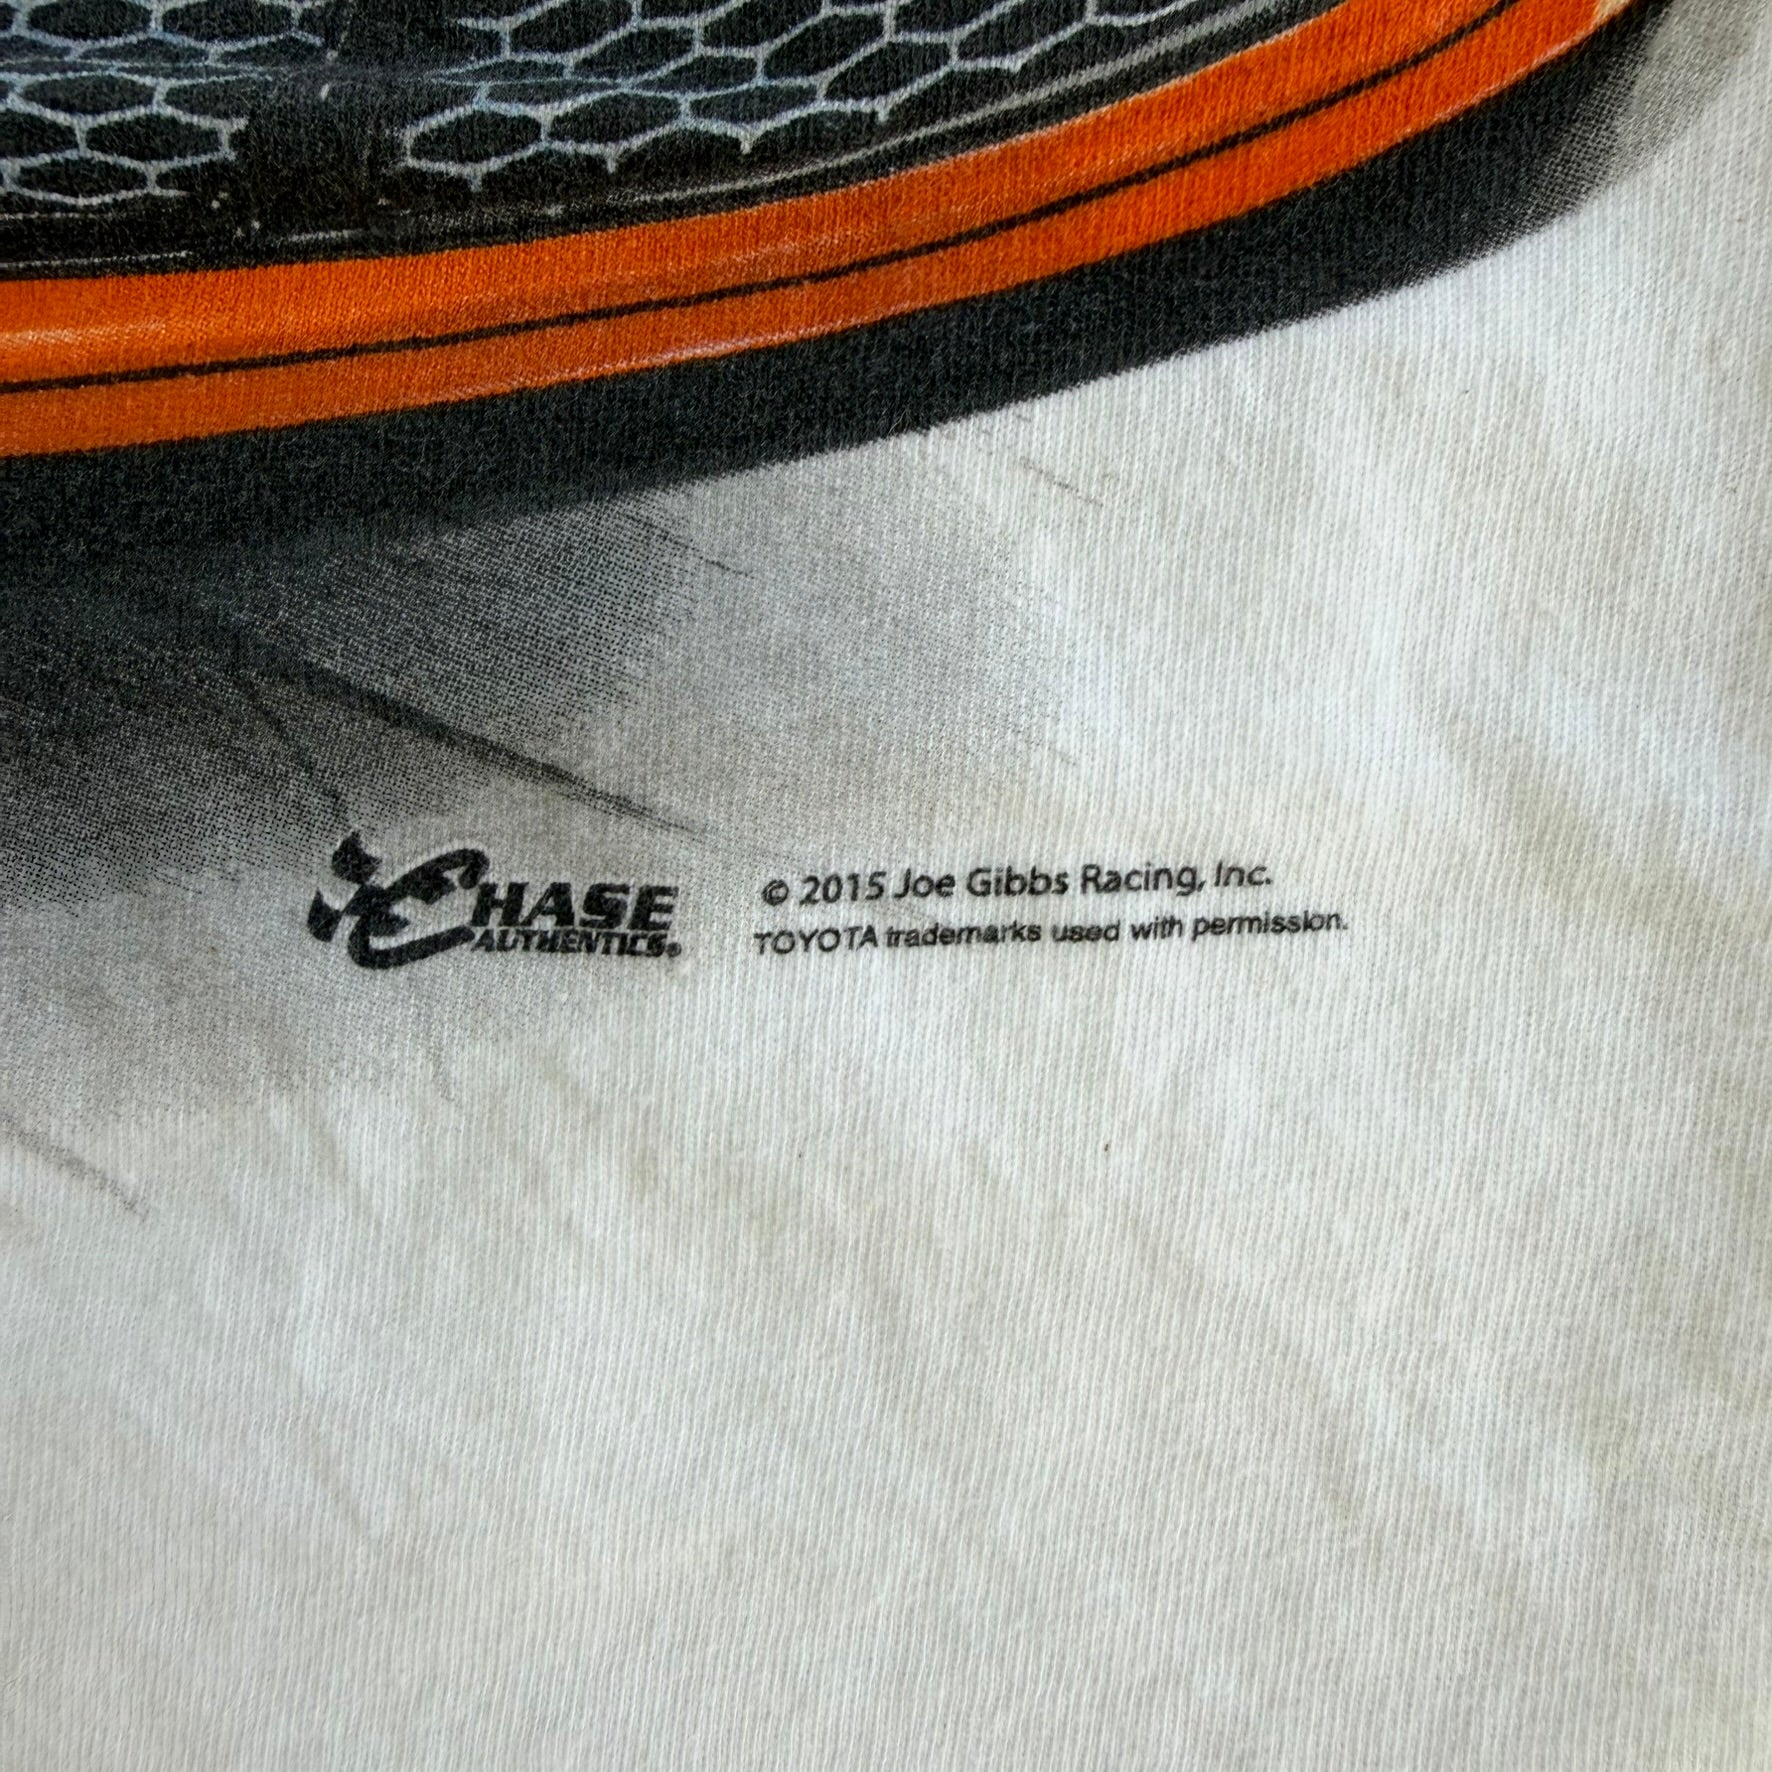 CHASE
AUTHENTICS®
© 2015 Joe Gibbs Racing, Inc.
TOYOTA trademarks used with permission.